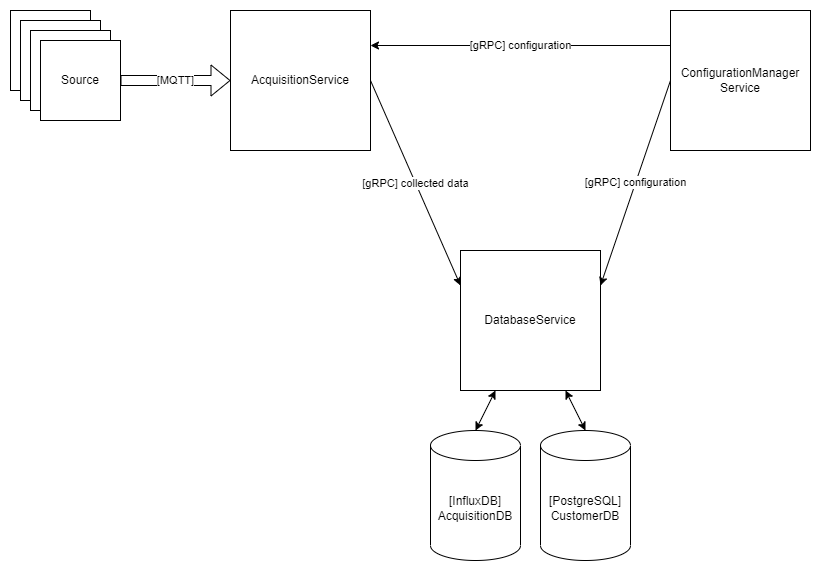 [gRPC] configuration
Source
[MQTT]
AcquisitionService
ConfigurationManager
Service
[gRPC] collected data
[gRPC] configuration
DatabaseService
[InfluxDB]
AcquisitionDB
[PostgreSQL]
CustomerDB